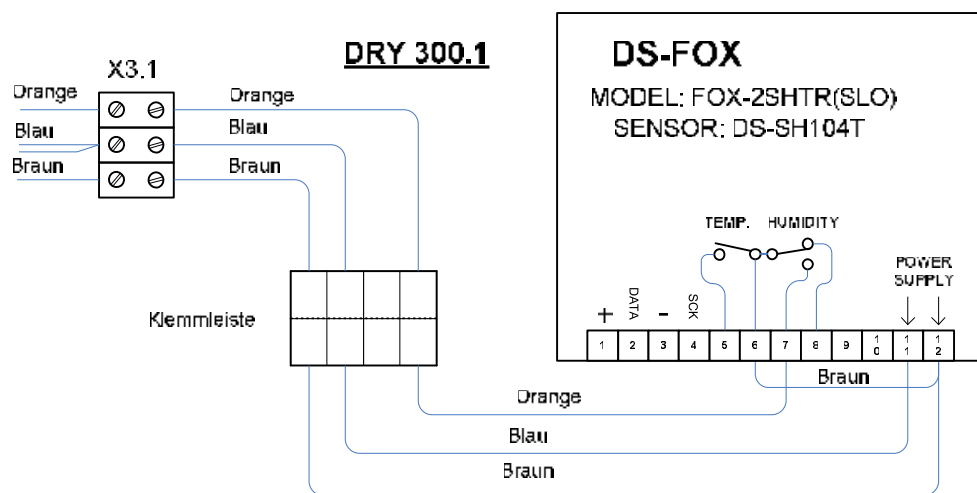 DRY 300.1
X3.1
Orange
Blau
Braun
Orange
Blau
Braun
Klemmleiste
DS-FOX
MODEL: FOX-2SHTR(SLO)
SENSOR: DS-SH104T
TEMP. HUMIDITY
POWER
SUPPLY
+ DATA - SCK
1 2 3 4 5 6 7 8 9 10 11 12
Braun
Orange
Blau
Braun